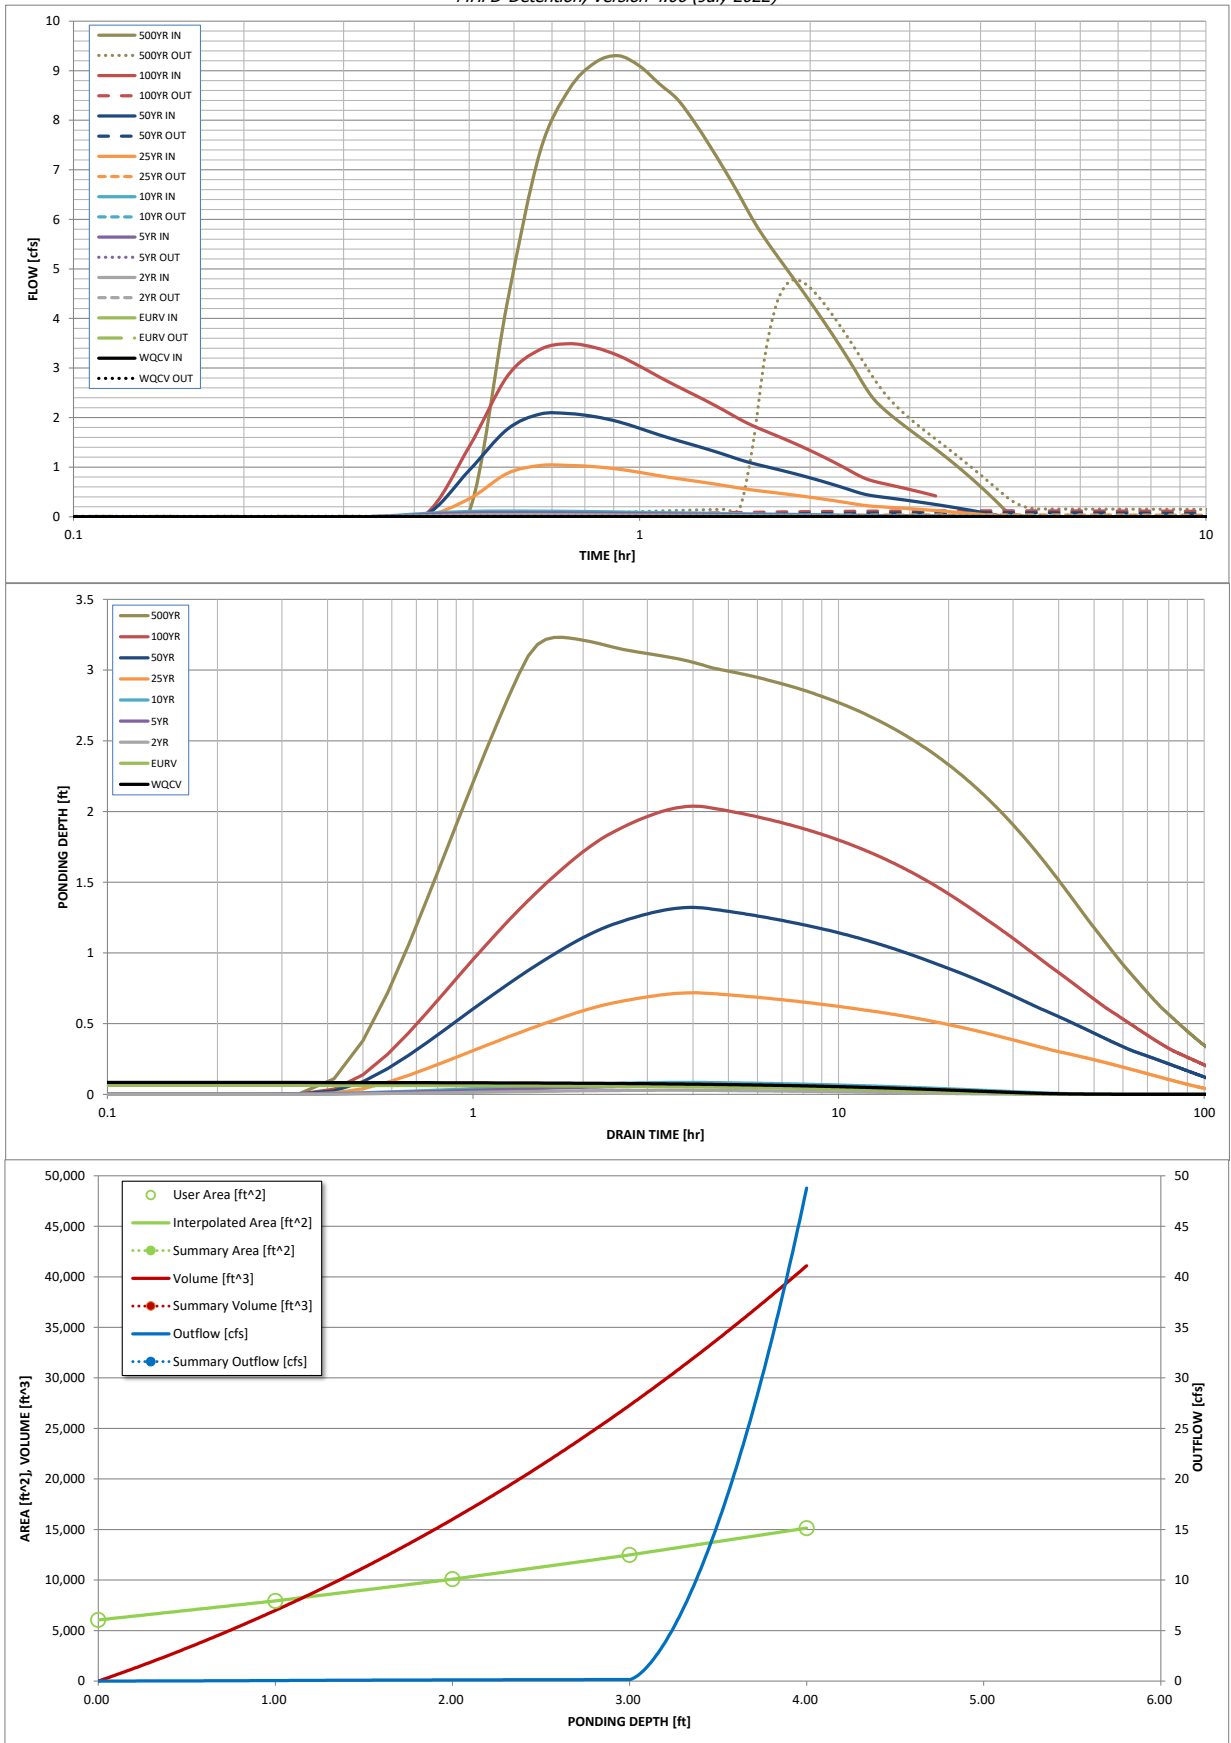 MHFD-Detention, Version 4.06 (July 2022)
10
9
8
7
6
5
4
3
2
1
0
FLOW [cfs]
500YR IN
500YR OUT
100YR IN
100YR OUT
50YR IN
50YR OUT
25YR IN
25YR OUT
10YR IN
10YR OUT
5YR IN
5YR OUT
2YR IN
2YR OUT
EURV IN
EURV OUT
WQCV IN
WQCV OUT
0.1
1
10
TIME [hr]
3.5
3
2.5
2
1.5
1
0.5
0
PONDING DEPTH [ft]
500YR
100YR
50YR
25YR
10YR
5YR
2YR
EURV
WQCV
0.1
1
10
100
DRAIN TIME [hr]
50,000
45,000
40,000
35,000
30,000
25,000
20,000
15,000
10,000
5,000
0
AREA [ft^2], VOLUME [ft^3]
User Area [ft^2]
Interpolated Area [ft^2]
Summary Area [ft^2]
Volume [ft^3]
Summary Volume [ft^3]
Outflow [cfs]
Summary Outflow [cfs]
50
45
40
35
30
25
20
15
10
5
0
OUTFLOW [cfs]
0.00
1.00
2.00
3.00
4.00
5.00
6.00
PONDING DEPTH [ft]